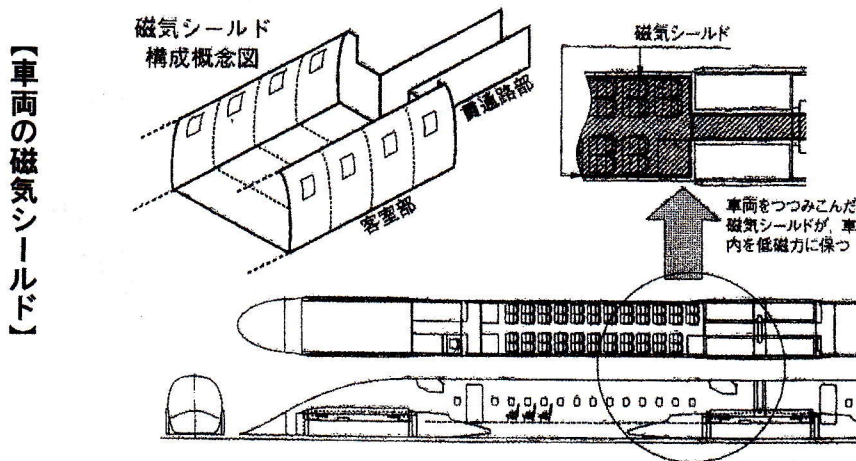 【車両の磁気シールド】
磁気シールド
構成概念図
貫通路部
客室部
磁気シールド
車両をつつみこんだ
磁気シールドが、車
内を低磁力に保つ